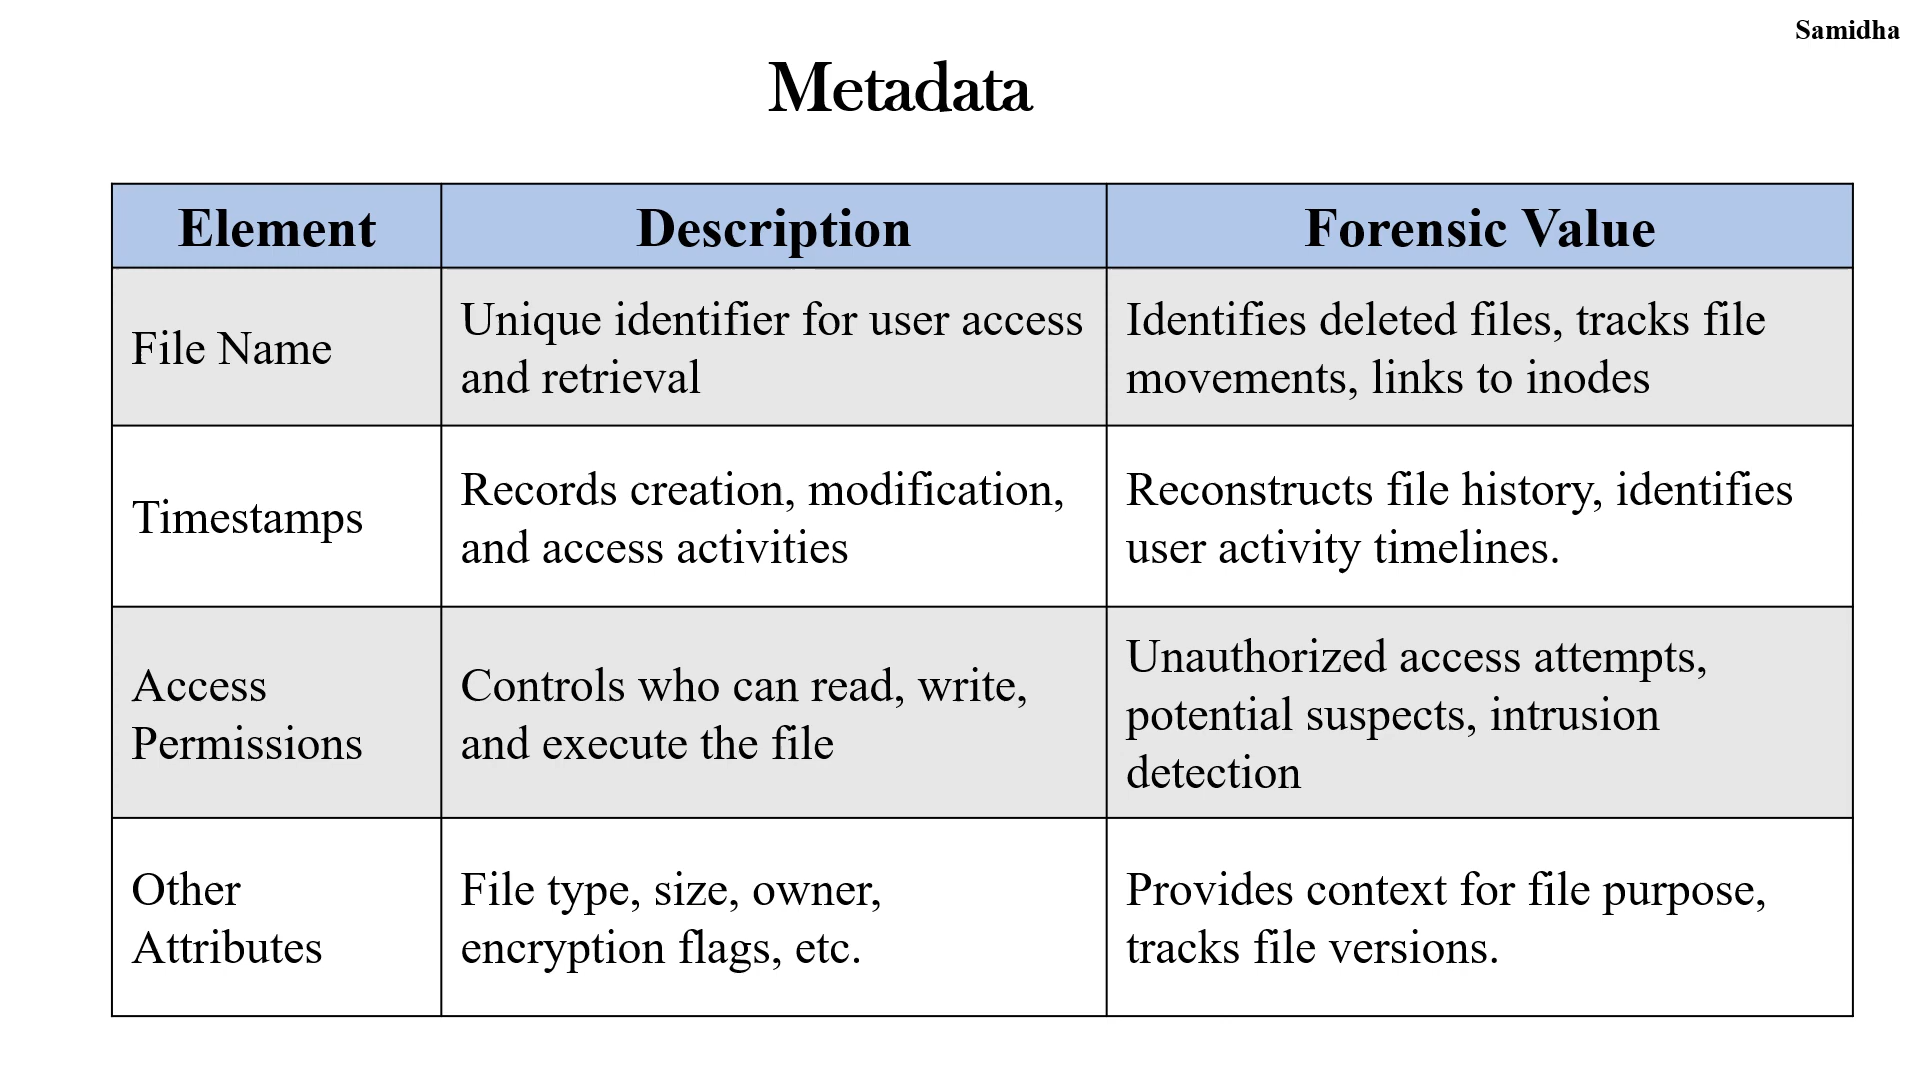 Samidha
Metadata
Element
Description
Forensic Value
File Name
Unique identifier for user access
and retrieval
Identifies deleted files, tracks file
movements, links to inodes
Timestamps
Records creation, modification,
and access activities
Reconstructs file history, identifies
user activity timelines.
Access
Permissions
Controls who can read, write,
and execute the file
Unauthorized access attempts,
potential suspects, intrusion
detection
Other
Attributes
File type, size, owner,
encryption flags, etc.
Provides context for file purpose,
tracks file versions.